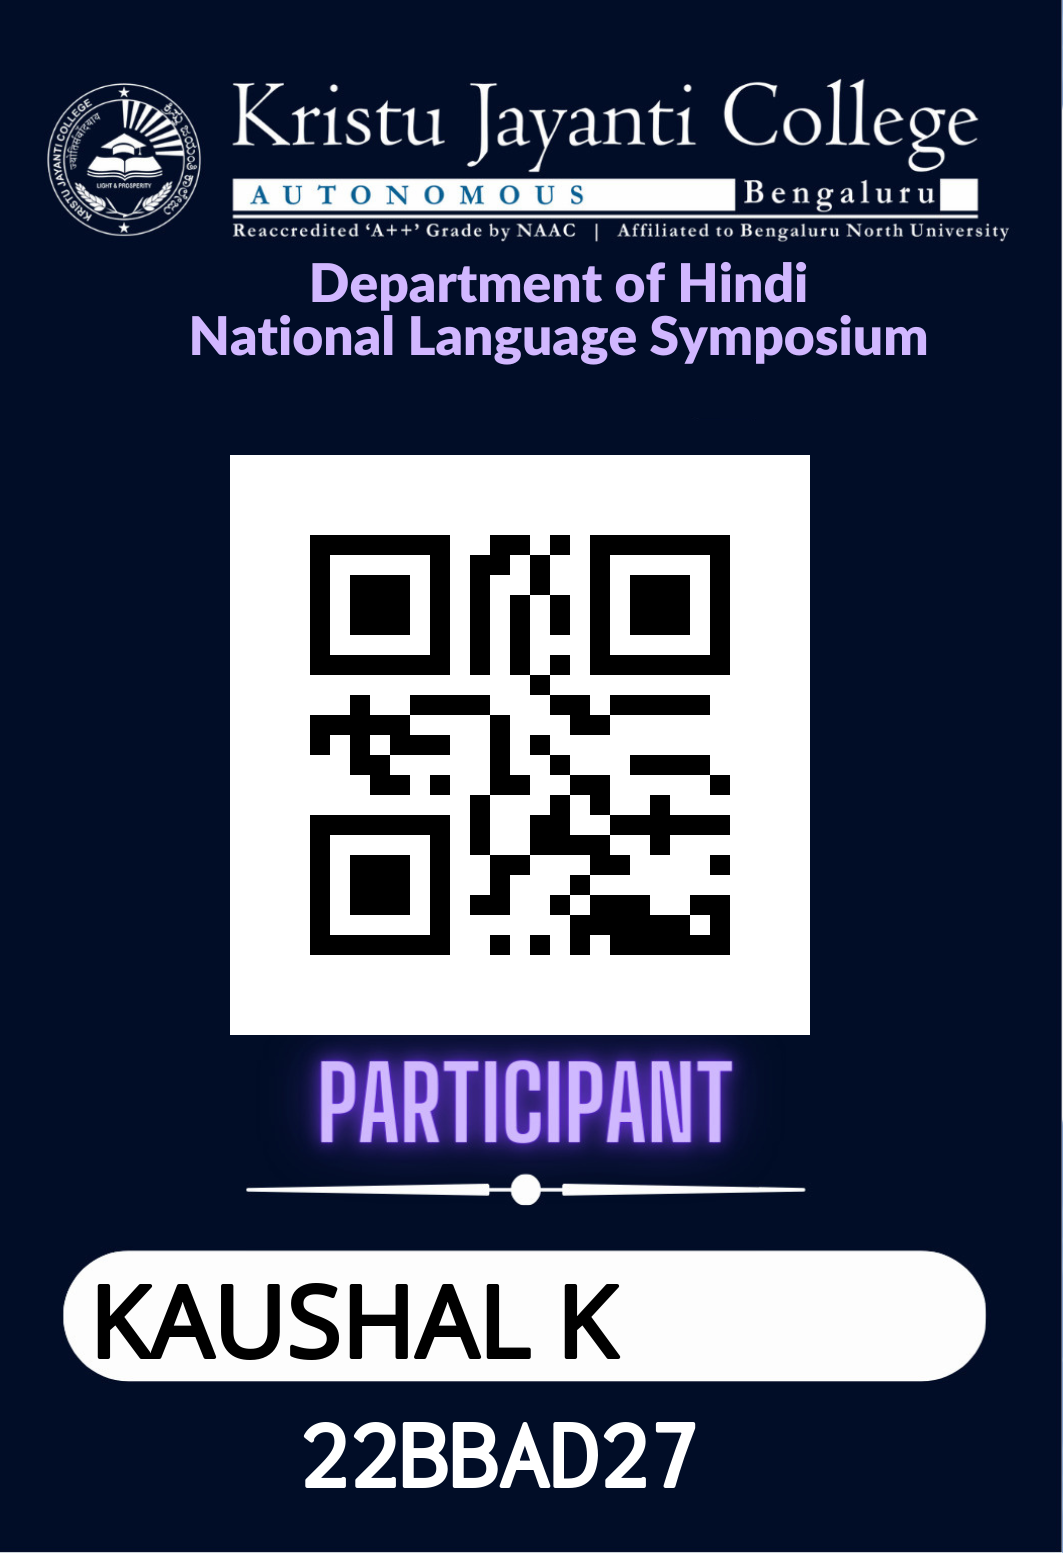 KRISTU JAYANTI COLLEGE
LIGHT & PROSPERITY
Kristu Jayanti College
AUTONOMOUS Bengaluru
Reaccredited ‘A++’ Grade by NAAC | Affiliated to Bengaluru North University
Department of Hindi
National Language Symposium
PARTICIPANT
KAUSHAL K
22BBAD27